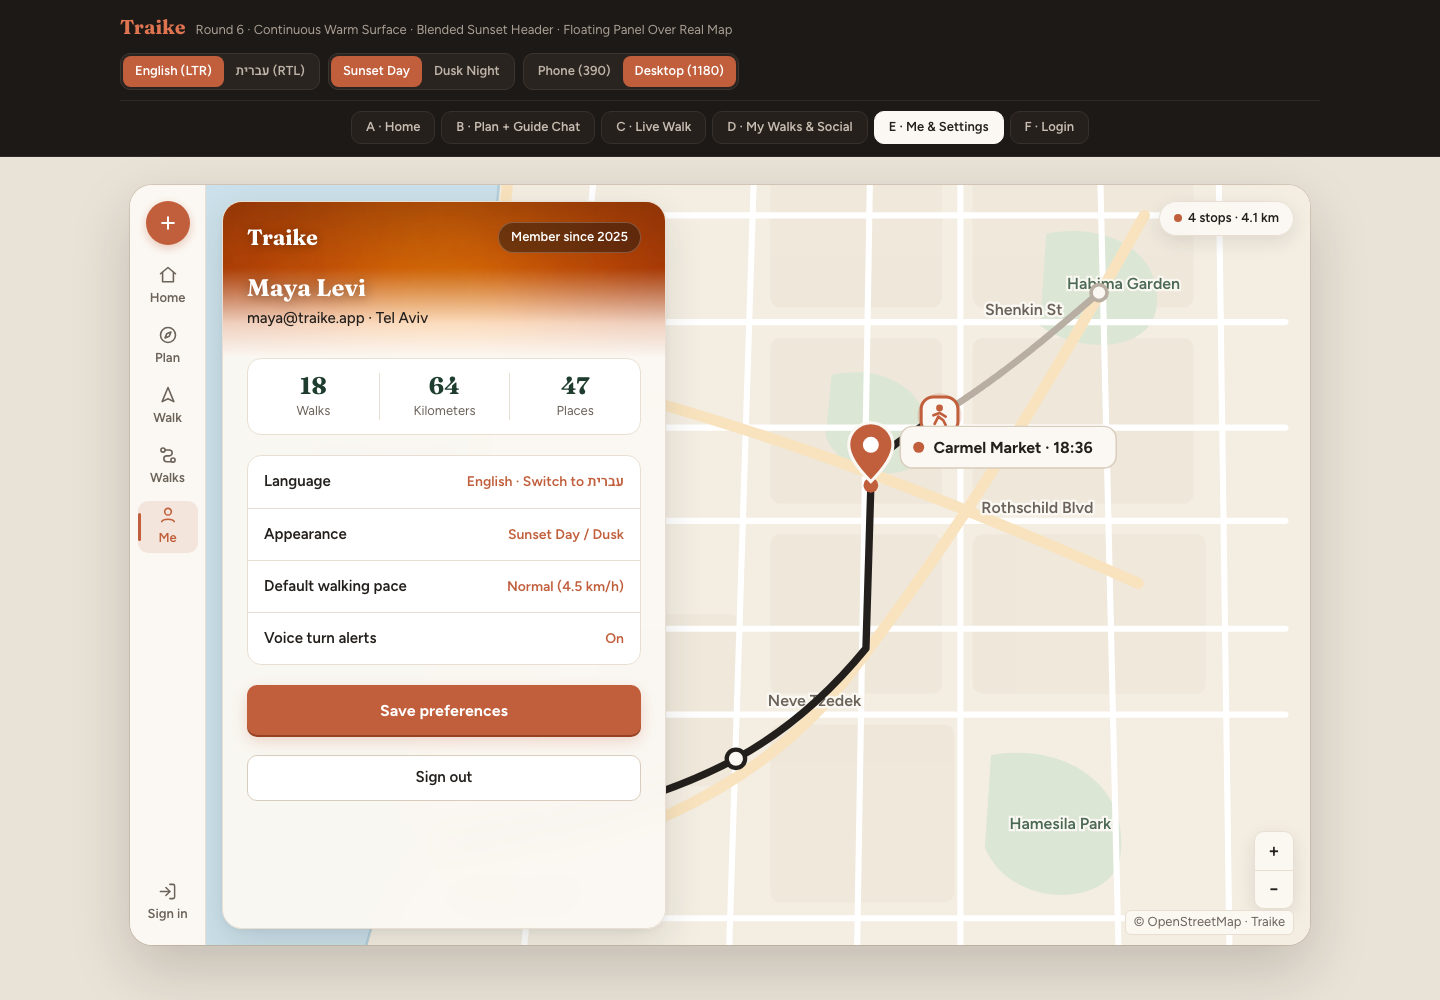 Traike Round 6 · Continuous Warm Surface · Blended Sunset Header · Floating Panel Over Real Map
English (LTR) עברית (RTL) Sunset Day Dusk Night Phone (390) Desktop (1180)
A · Home B · Plan + Guide Chat C · Live Walk D · My Walks & Social E · Me & Settings F · Login
+
Home
Plan
Walk
Walks
Me
Sign in
Traike Member since 2025
Maya Levi
maya@traike.app · Tel Aviv
18 64 47
Walks Kilometers Places
Language English · Switch to עברית
Appearance Sunset Day / Dusk
Default walking pace Normal (4.5 km/h)
Voice turn alerts On
Save preferences
Sign out
4 stops · 4.1 km
Habima Garden
Shenkin St
Carmel Market · 18:36
Rothschild Blvd
Neve Tzedek
Hamesila Park
+
−
© OpenStreetMap · Traike